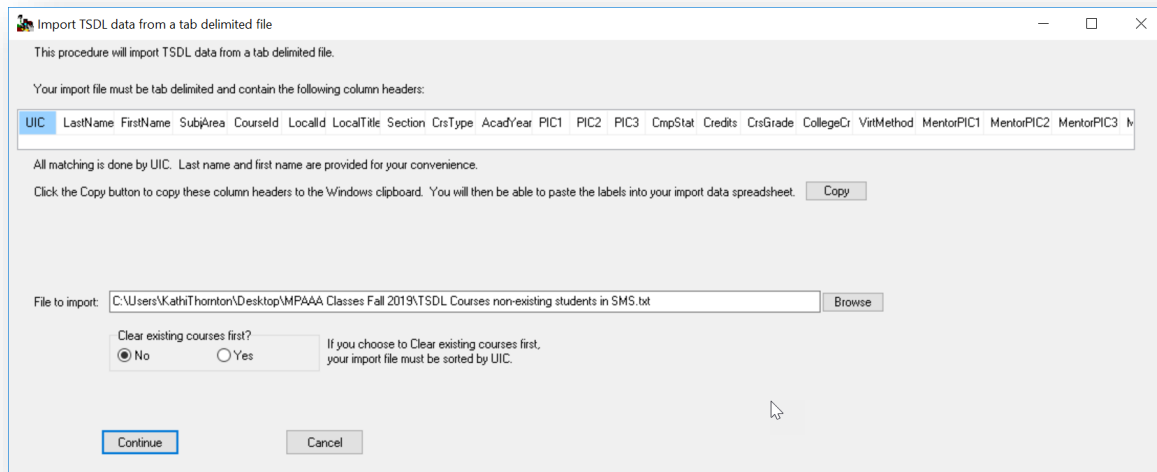 Import TSDL data from a tab delimited file
This procedure will import TSDL data from a tab delimited file.
Your import file must be tab delimited and contain the following column headers:
UIC LastName FirstName SubjArea CourseId LocalId LocalTitle Section CrsType AcadYear PIC1 PIC2 PIC3 CmpStat Credits CrsGrade CollegeCr VirtMethod MentorPIC1 MentorPIC2 MentorPIC3
All matching is done by UIC. Last name and first name are provided for your convenience.
Click the Copy button to copy these column headers to the Windows clipboard. You will then be able to paste the labels into your import data spreadsheet. Copy
File to import: C:\Users\KathiThornton\Desktop\MPAAA Classes Fall 2019\TSDL Courses non-existing students in SMS.txt Browse
Clear existing courses first?
No Yes
If you choose to Clear existing courses first,
your import file must be sorted by UIC.
Continue Cancel